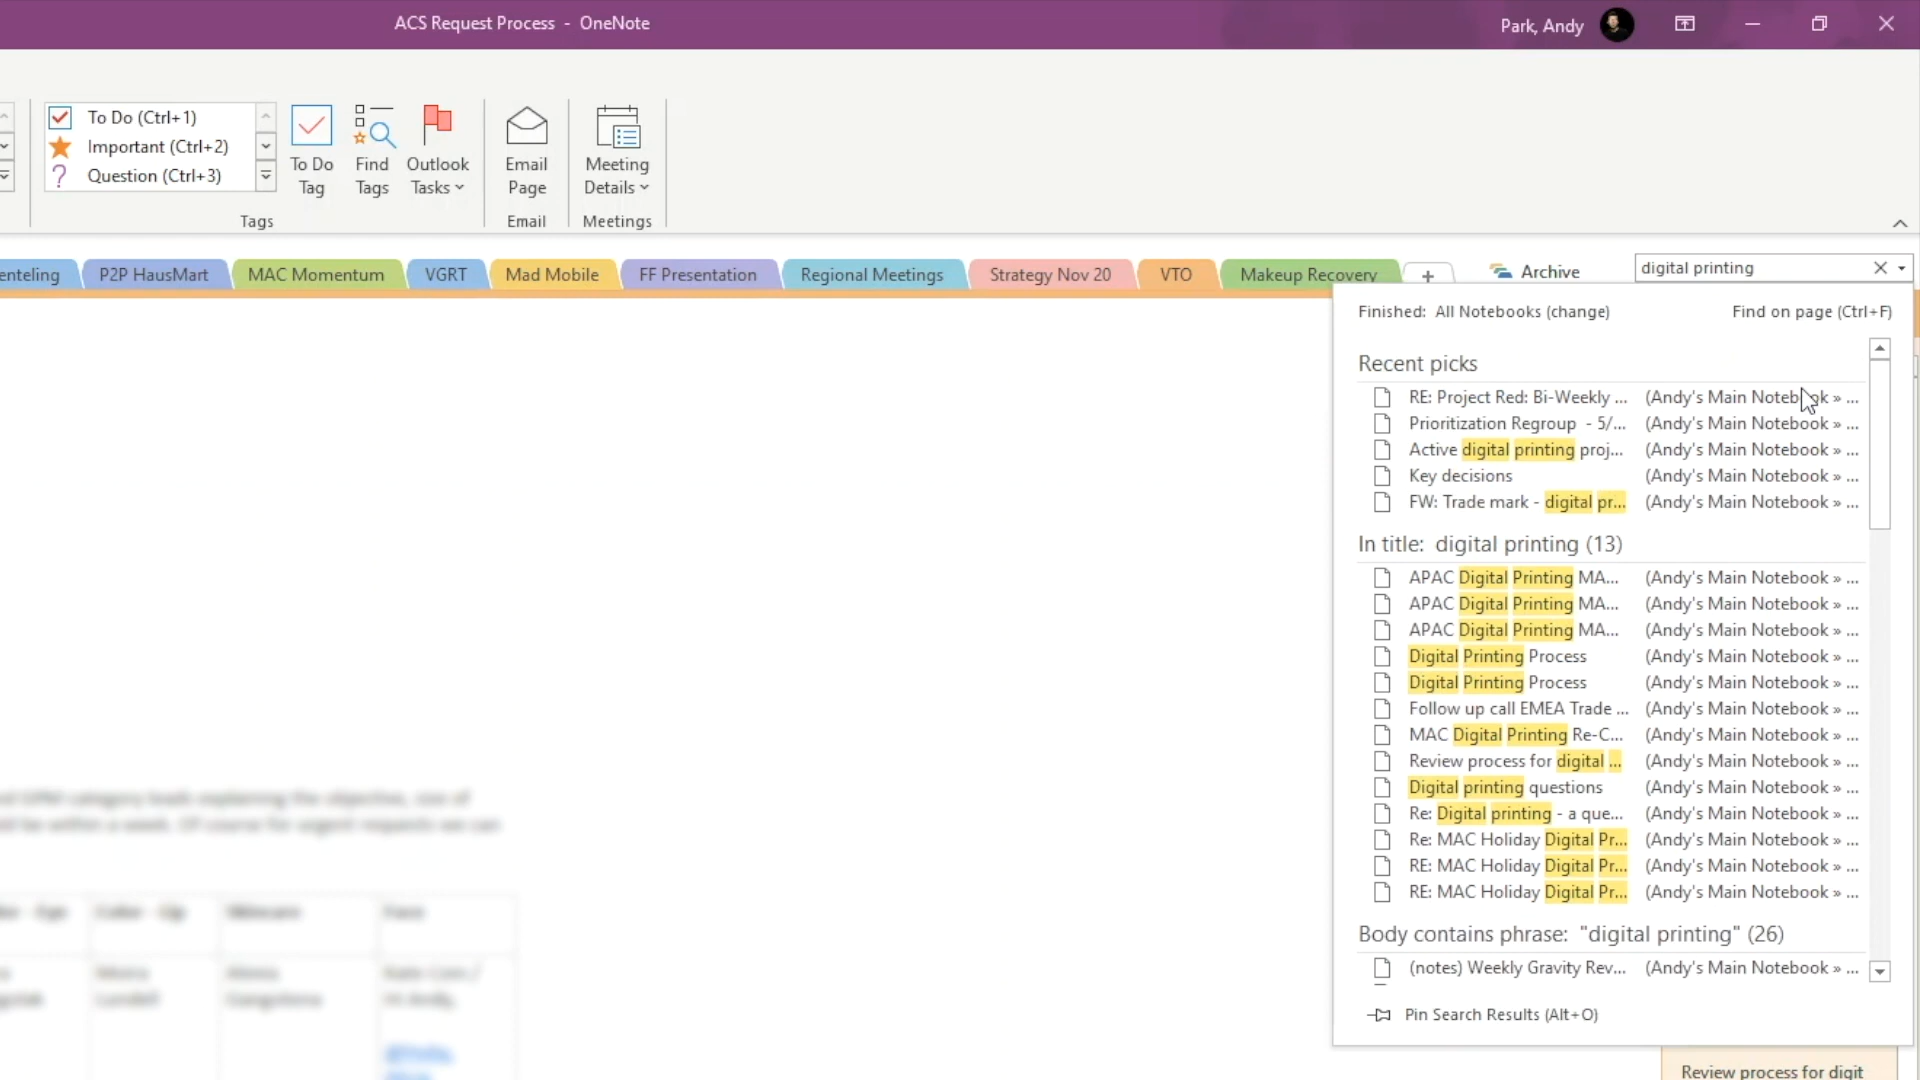 ACS Request Process - OneNote
Park, Andy
To Do (Ctrl+1)
Important (Ctrl+2)
Question (Ctrl+3)
To Do
Tag
Find
Tags
Outlook
Tasks
Email
Page
Meeting
Details
Tags
Email
Meetings
enteling
P2P HausMart
MAC Momentum
VGRT
Mad Mobile
FF Presentation
Regional Meetings
Strategy Nov 20
VTO
Makeup Recovery
+
Archive
digital printing
Finished: All Notebooks (change)
Find on page (Ctrl+F)
Recent picks
RE: Project Red: Bi-Weekly ... (Andy's Main Notebook » ...
Prioritization Regroup - 5/... (Andy's Main Notebook » ...
Active digital printing proj... (Andy's Main Notebook » ...
Key decisions (Andy's Main Notebook » ...
FW: Trade mark - digital pr... (Andy's Main Notebook » ...
In title: digital printing (13)
APAC Digital Printing MA... (Andy's Main Notebook » ...
APAC Digital Printing MA... (Andy's Main Notebook » ...
APAC Digital Printing MA... (Andy's Main Notebook » ...
Digital Printing Process (Andy's Main Notebook » ...
Digital Printing Process (Andy's Main Notebook » ...
Follow up call EMEA Trade ... (Andy's Main Notebook » ...
MAC Digital Printing Re-C... (Andy's Main Notebook » ...
Review process for digital ... (Andy's Main Notebook » ...
Digital printing questions (Andy's Main Notebook » ...
Re: Digital printing - a que... (Andy's Main Notebook » ...
Re: MAC Holiday Digital Pr... (Andy's Main Notebook » ...
RE: MAC Holiday Digital Pr... (Andy's Main Notebook » ...
RE: MAC Holiday Digital Pr... (Andy's Main Notebook » ...
Body contains phrase: "digital printing" (26)
(notes) Weekly Gravity Rev... (Andy's Main Notebook » ...
Pin Search Results (Alt+O)
Review process for digit